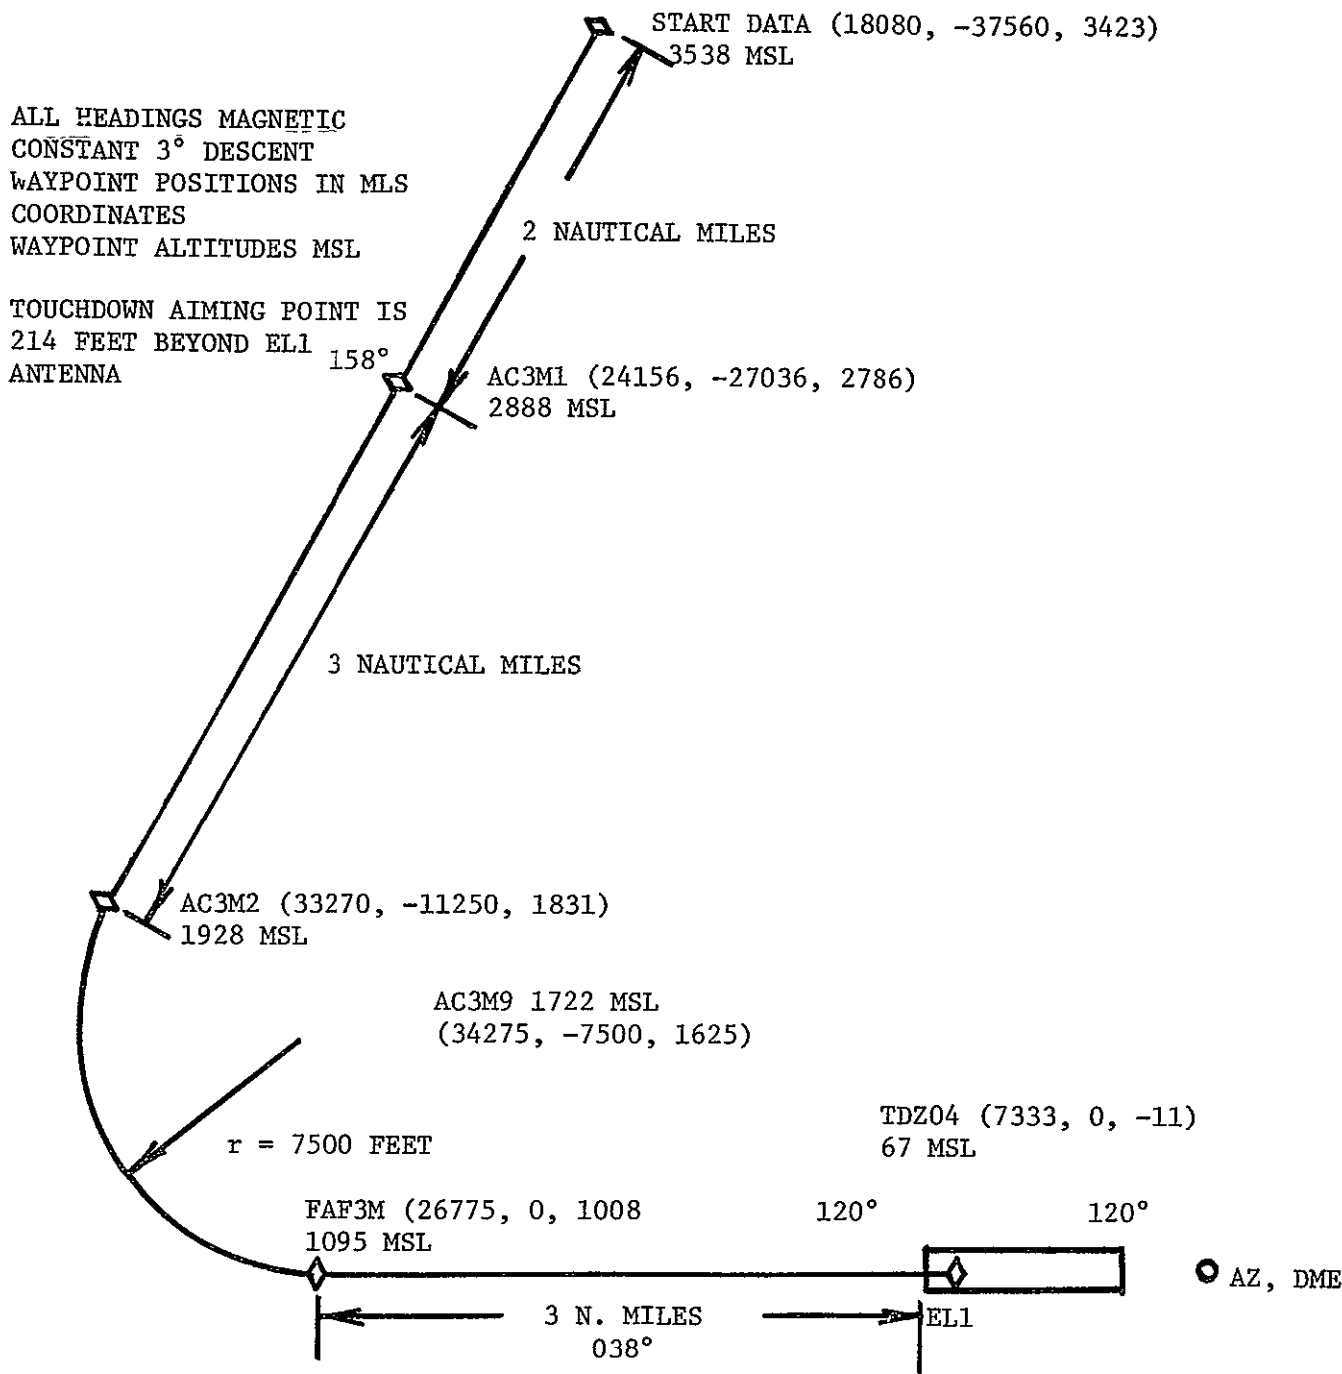 START DATA (18080, -37560, 3423)
3538 MSL
ALL HEADINGS MAGNETIC
CONSTANT 3° DESCENT
WAYPOINT POSITIONS IN MLS
COORDINATES
WAYPOINT ALTITUDES MSL
2 NAUTICAL MILES
TOUCHDOWN AIMING POINT IS
214 FEET BEYOND EL1
ANTENNA
158°
AC3M1 (24156, -27036, 2786)
2888 MSL
3 NAUTICAL MILES
AC3M2 (33270, -11250, 1831)
1928 MSL
AC3M9 1722 MSL
(34275, -7500, 1625)
r = 7500 FEET
TDZ04 (7333, 0, -11)
67 MSL
FAF3M (26775, 0, 1008
1095 MSL
120°
120°
AZ, DME
3 N. MILES
038°
EL1